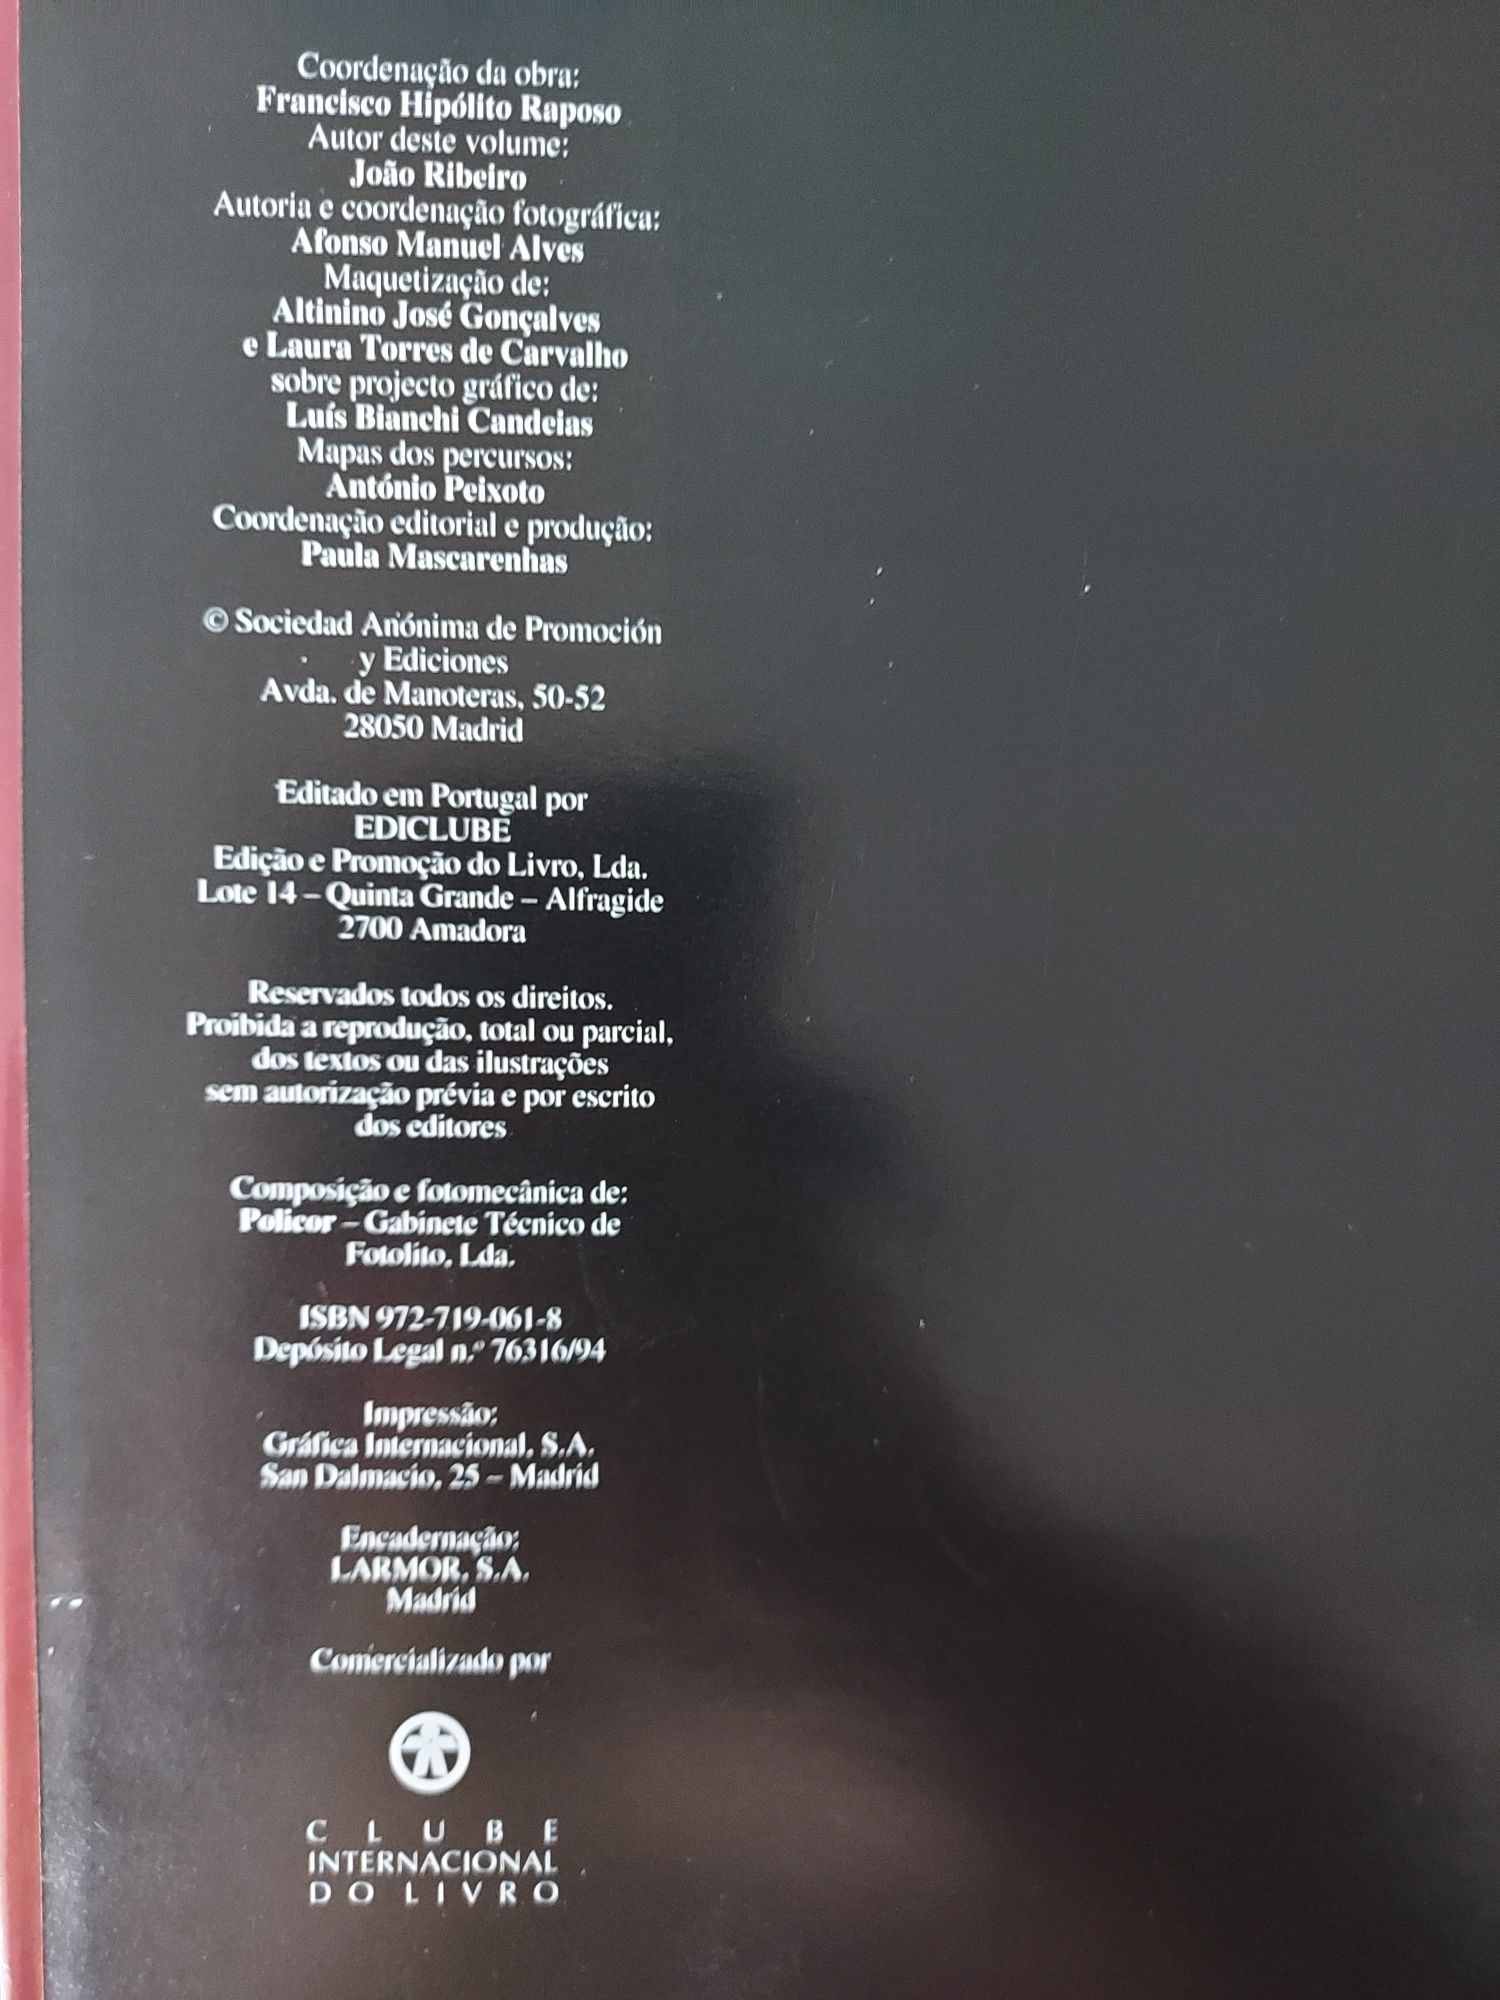 Coordenação da obra:
Francisco Hipólito Raposo
Autor deste volume:
João Ribeiro
Autoria e coordenação fotográfica:
Afonso Manuel Alves
Maquetização de:
Altinino José Gonçalves
e Laura Torres de Carvalho
sobre projecto gráfico de:
Luís Bianchi Candeias
Mapas dos percursos:
António Peixoto
Coordenação editorial e produção:
Paula Mascarenhas
© Sociedad Anónima de Promoción
y Ediciones
Avda. de Manoteras, 50-52
28050 Madrid
Editado em Portugal por
EDICLUBE
Edição e Promoção do Livro, Lda.
Lote 14 – Quinta Grande – Alfragide
2700 Amadora
Reservados todos os direitos.
Proibida a reprodução, total ou parcial,
dos textos ou das ilustrações
sem autorização prévia e por escrito
dos editores
Composição e fotomecânica de:
Policor – Gabinete Técnico de
Fotolito, Lda.
ISBN 972-719-061-8
Depósito Legal n.º 76316/94
Impressão:
Gráfica Internacional, S.A.
San Dalmacio, 25 – Madrid
Encadernação:
LARMOR, S.A.
Madrid
Comercializado por
CLUBE
INTERNACIONAL
DO LIVRO